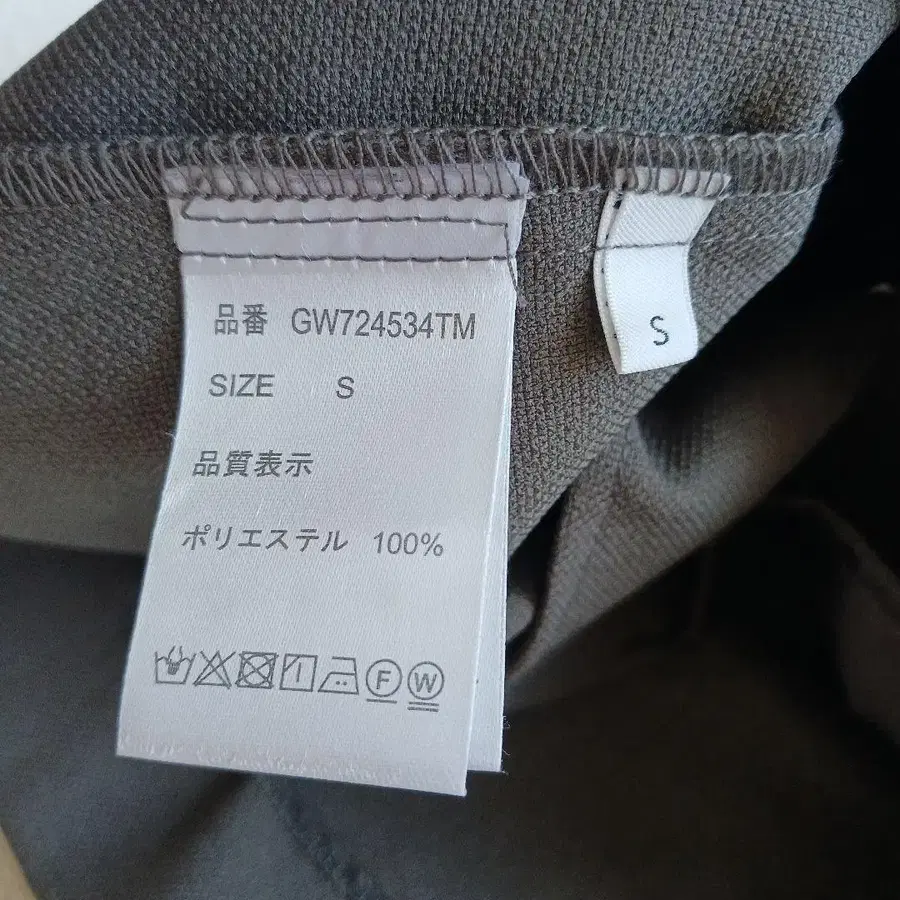 品番 GW724534TM
SIZE S
品質表示
ポリエステル 100%
F W
S